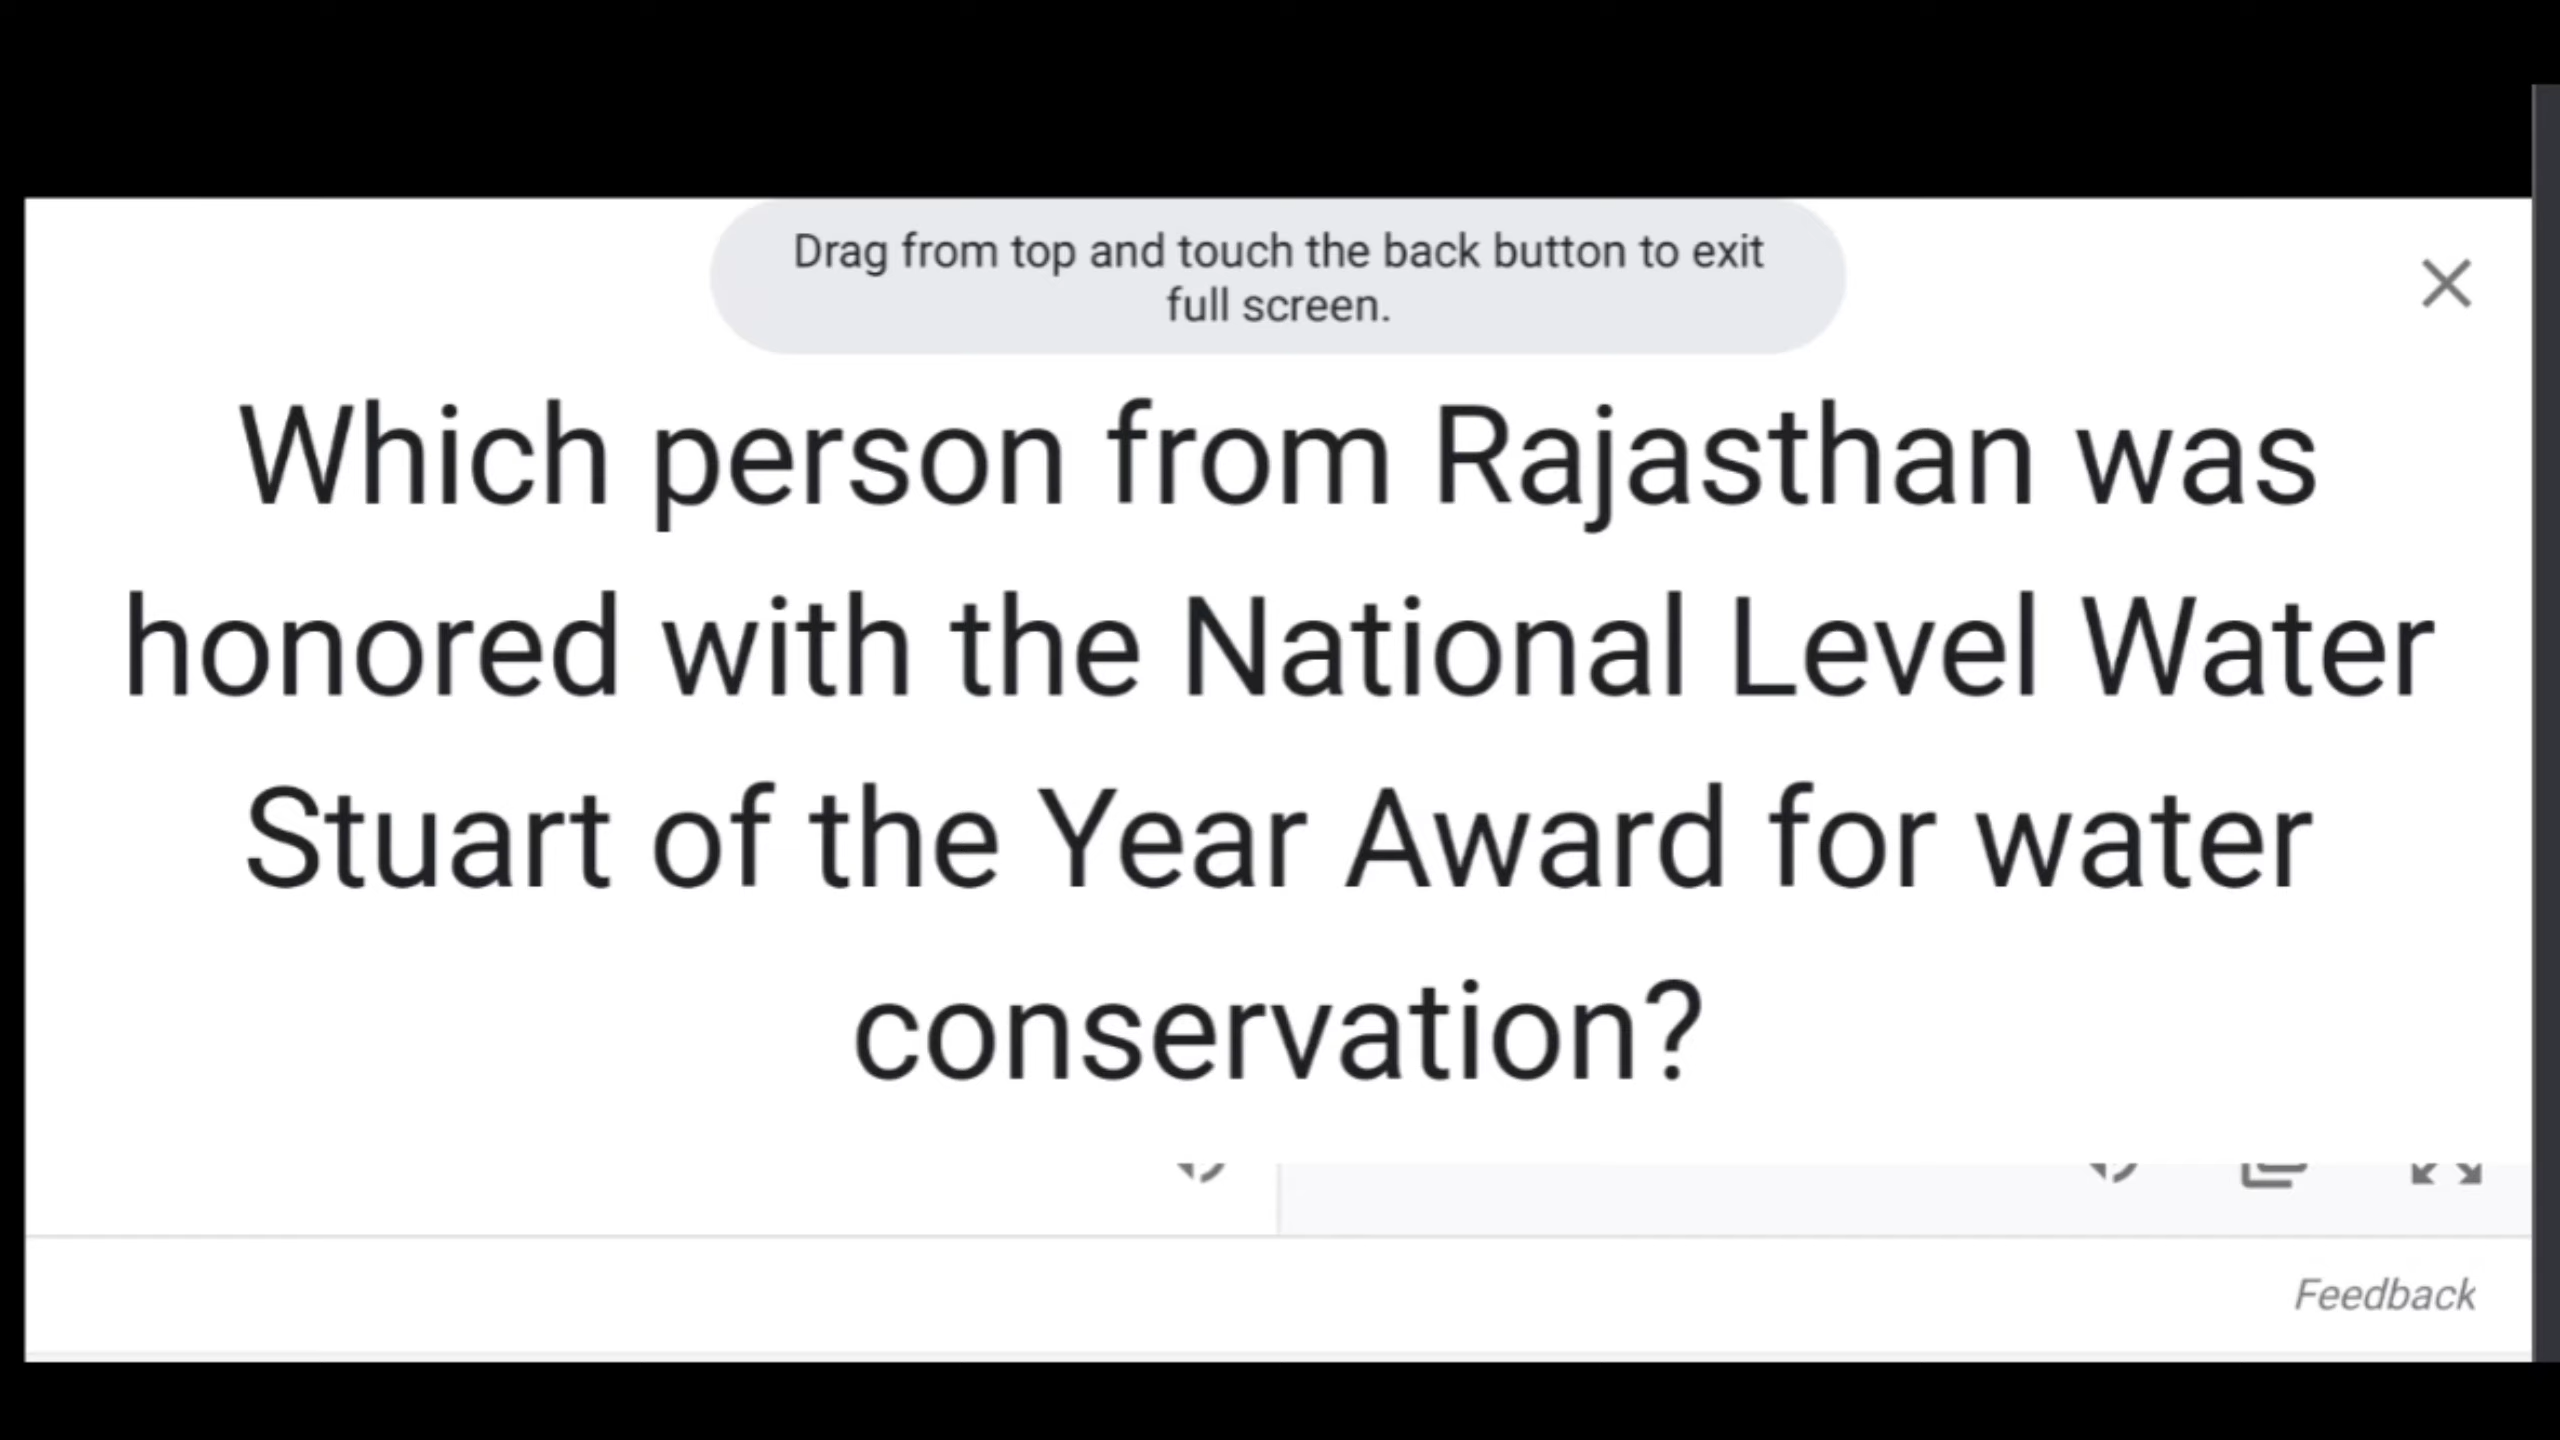 Drag from top and touch the back button to exit
full screen.
Which person from Rajasthan was
honored with the National Level Water
Stuart of the Year Award for water
conservation?
Feedback